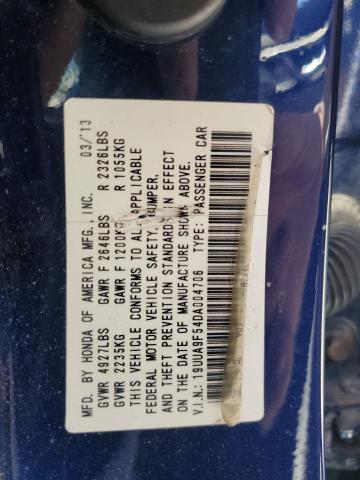 MFD. BY HONDA OF AMERICA MFG., INC. 03/'13
GVWR 4927LBS GAWR F 2646LBS R 2326LBS
GVWR 2235KG GAWR F 1200KG R 1055KG
THIS VEHICLE CONFORMS TO ALL APPLICABLE
FEDERAL MOTOR VEHICLE SAFETY, BUMPER,
AND THEFT PREVENTION STANDARDS IN EFFECT
ON THE DATE OF MANUFACTURE SHOWN ABOVE.
V.I.N.: 19UUA9F54DA004706 TYPE: PASSENGER CAR